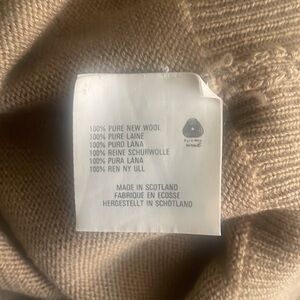 100% PURE NEW WOOL
100% PURE LAINE
100% PURO LANA
100% REINE SCHURWOLLE
100% PURA LANA
100% REN NY ULL
MADE IN SCOTLAND
FABRIQUE EN ECOSSE
HERGESTELLT IN SCHOTLAND